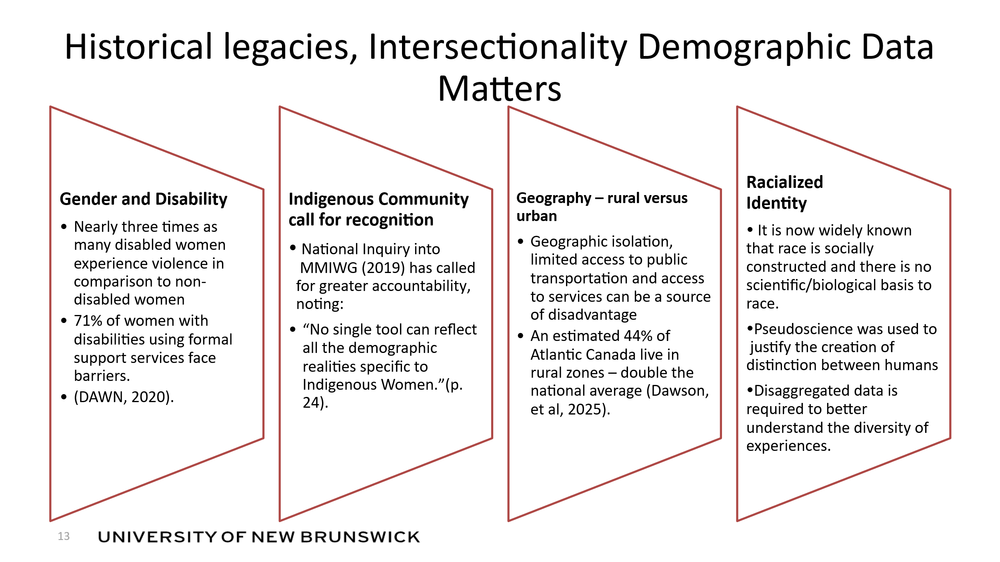 Historical legacies, Intersectionality Demographic Data
Matters
Gender and Disability
• Nearly three times as
many disabled women
experience violence in
comparison to non-
disabled women
• 71% of women with
disabilities using formal
support services face
barriers.
• (DAWN, 2020).
Indigenous Community
call for recognition
• National Inquiry into
MMIWG (2019) has called
for greater accountability,
noting:
• “No single tool can reflect
all the demographic
realities specific to
Indigenous Women.”(p.
24).
Geography – rural versus
urban
• Geographic isolation,
limited access to public
transportation and access
to services can be a source
of disadvantage
• An estimated 44% of
Atlantic Canada live in
rural zones – double the
national average (Dawson,
et al, 2025).
Racialized
Identity
• It is now widely known
that race is socially
constructed and there is no
scientific/biological basis to
race.
•Pseudoscience was used to
justify the creation of
distinction between humans
•Disaggregated data is
required to better
understand the diversity of
experiences.
13
UNIVERSITY OF NEW BRUNSWICK